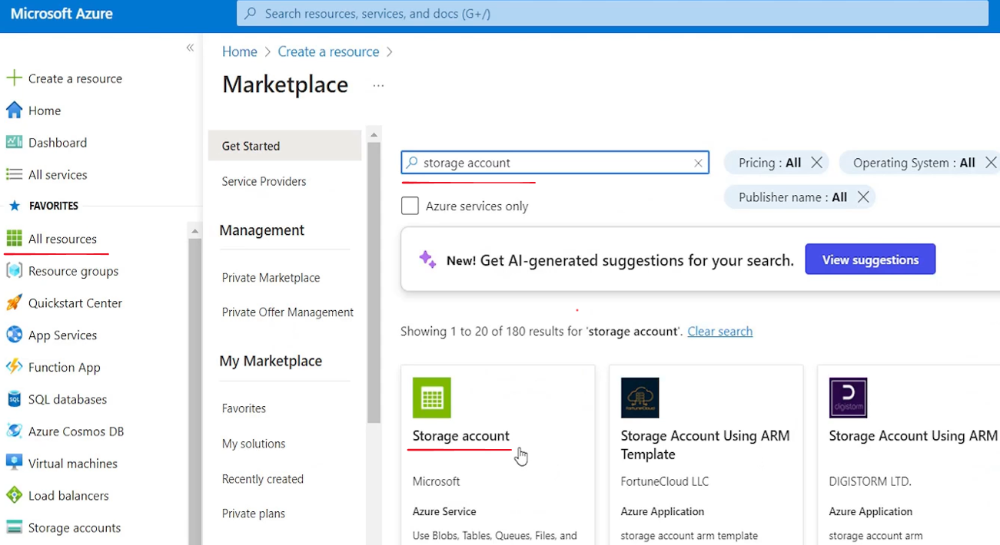 Microsoft Azure
Search resources, services, and docs (G+/)
Create a resource
Home
Dashboard
All services
FAVORITES
All resources
Resource groups
Quickstart Center
App Services
Function App
SQL databases
Azure Cosmos DB
Virtual machines
Load balancers
Storage accounts
Home > Create a resource >
Marketplace ...
Get Started
Service Providers
Management
Private Marketplace
Private Offer Management
My Marketplace
Favorites
My solutions
Recently created
Private plans
storage account
Pricing : All
Operating System : All
Publisher name : All
Azure services only
New! Get AI-generated suggestions for your search.
View suggestions
Showing 1 to 20 of 180 results for 'storage account'. Clear search
Storage account
Microsoft
Azure Service
Use Blobs, Tables, Queues, Files, and
FortuneCloud
Storage Account Using ARM
Template
FortuneCloud LLC
Azure Application
storage account arm template
digistorm
Storage Account Using ARM
DIGISTORM LTD.
Azure Application
storage account arm